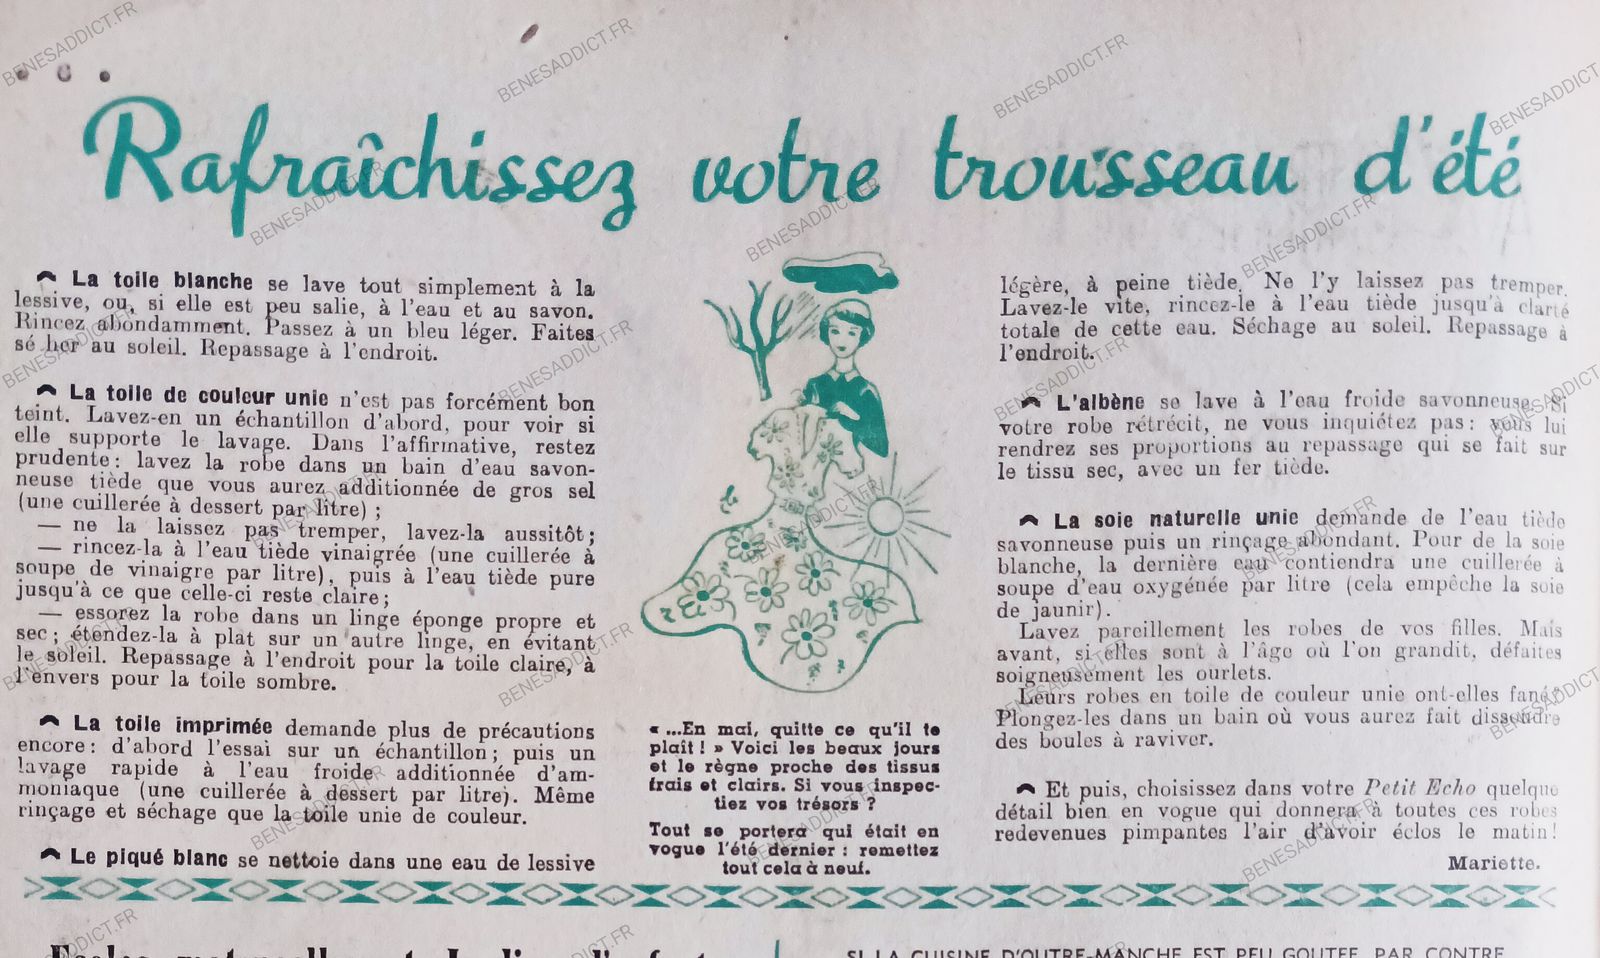 Rafraîchissez votre trousseau d'été
La toile blanche se lave tout simplement à la
lessive, ou, si elle est peu salie, à l'eau et au savon.
Rincez abondamment. Passez à un bleu léger. Faites
sé her au soleil. Repassage à l'endroit.
La toile de couleur unie n'est pas forcément bon
teint. Lavez-en un échantillon d'abord, pour voir si
elle supporte le lavage. Dans l'affirmative, restez
prudente : lavez la robe dans un bain d'eau savon-
neuse tiède que vous aurez additionnée de gros sel
(une cuillerée à dessert par litre) ;
— ne la laissez pas tremper, lavez-la aussitôt ;
— rincez-la à l'eau tiède vinaigrée (une cuillerée à
soupe de vinaigre par litre), puis à l'eau tiède pure
jusqu'à ce que celle-ci reste claire ;
— essorez la robe dans un linge éponge propre et
sec ; étendez-la à plat sur un autre linge, en évitant
le soleil. Repassage à l'endroit pour la toile claire, à
l'envers pour la toile sombre.
La toile imprimée demande plus de précautions
encore : d'abord l'essai sur un échantillon ; puis un
lavage rapide à l'eau froide additionnée d'am-
moniaque (une cuillerée à dessert par litre). Même
rinçage et séchage que la toile unie de couleur.
Le piqué blanc se nettoie dans une eau de lessive
« ...En mai, quitte ce qu'il te
plaît ! » Voici les beaux jours
et le règne proche des tissus
frais et clairs. Si vous inspec-
tiez vos trésors ?
Tout se portera qui était en
vogue l'été dernier : remettez
tout cela à neuf.
légère, à peine tiède. Ne l'y laissez pas tremper.
Lavez-le vite, rincez-le à l'eau tiède jusqu'à clarté
totale de cette eau. Séchage au soleil. Repassage à
l'endroit.
L'albène se lave à l'eau froide savonneuse. Si
votre robe rétrécit, ne vous inquiétez pas : vous lui
rendrez ses proportions au repassage qui se fait sur
le tissu sec, avec un fer tiède.
La soie naturelle unie demande de l'eau tiède
savonneuse puis un rinçage abondant. Pour de la soie
blanche, la dernière eau contiendra une cuillerée à
soupe d'eau oxygénée par litre (cela empêche la soie
de jaunir).
Lavez pareillement les robes de vos filles. Mais
avant, si elles sont à l'âge où l'on grandit, défaites
soigneusement les ourlets.
Leurs robes en toile de couleur unie ont-elles fané ?
Plongez-les dans un bain où vous aurez fait dissoudre
des boules à raviver.
Et puis, choisissez dans votre Petit Echo quelque
détail bien en vogue qui donnera à toutes ces robes
redevenues pimpantes l'air d'avoir éclos le matin !
Mariette.
SI LA CUISINE D'OUTRE-MANCHE EST PEU GOUTEE, PAR CONTRE
BENESADDICT.FR